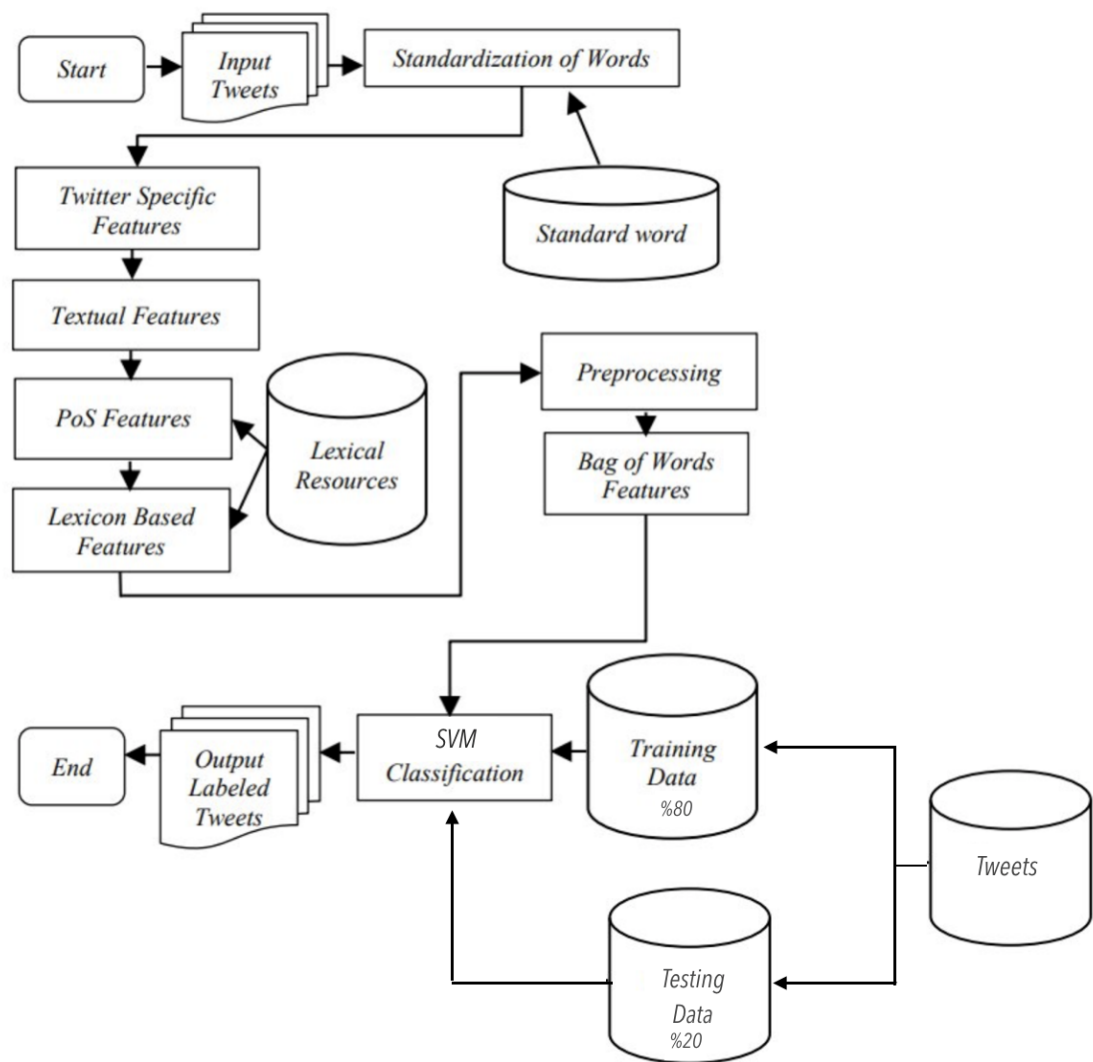 Start
Input
Tweets
Standardization of Words
Twitter Specific
Features
Standard word
Textual Features
PoS Features
Lexical
Resources
Lexicon Based
Features
Preprocessing
Bag of Words
Features
SVM
Classification
Training
Data
%80
Output
Labeled
Tweets
End
Tweets
Testing
Data
%20